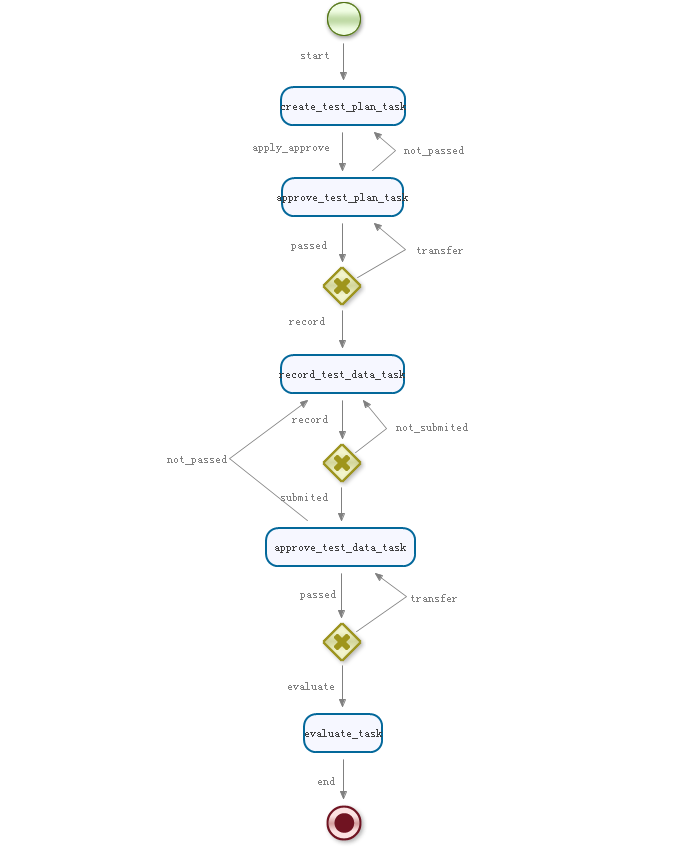 start
create_test_plan_task
apply_approve
not_passed
approve_test_plan_task
passed
transfer
record
record_test_data_task
record
not_submited
not_passed
submited
approve_test_data_task
passed
transfer
evaluate
evaluate_task
end